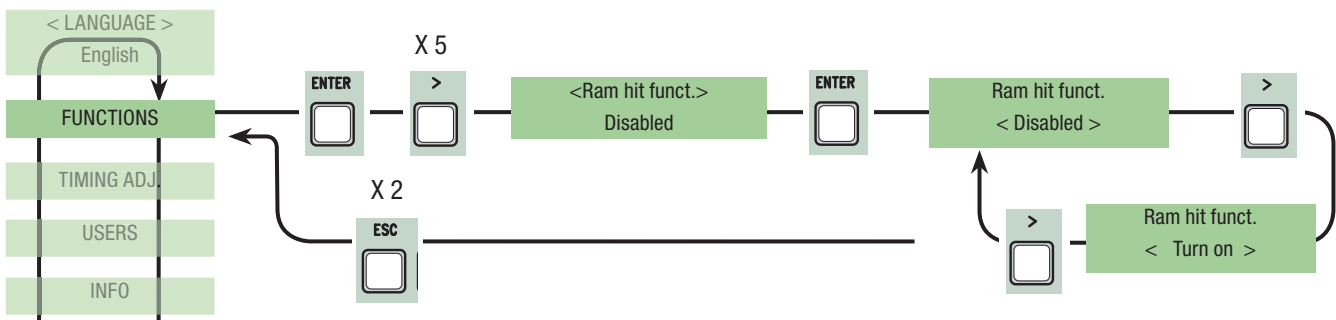 < LANGUAGE >
English
FUNCTIONS
TIMING ADJ.
USERS
INFO
ENTER
X 5
>
<Ram hit funct.>
Disabled
ENTER
Ram hit funct.
< Disabled >
>
X 2
ESC
>
Ram hit funct.
< Turn on >